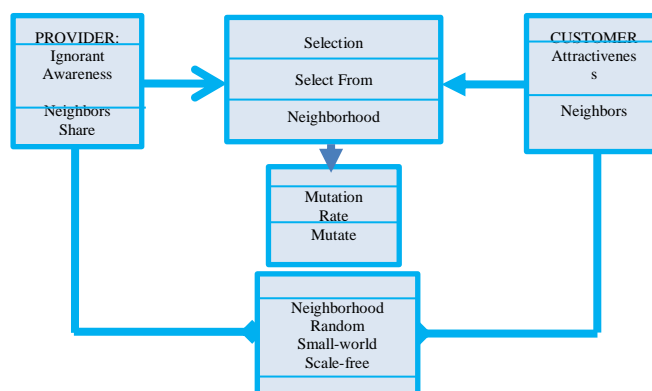 PROVIDER:
Ignorant
Awareness
Neighbors
Share
Selection
Select From
Neighborhood
CUSTOMER
Attractivenes
s
Neighbors
Mutation
Rate
Mutate
Neighborhood
Random
Small-world
Scale-free